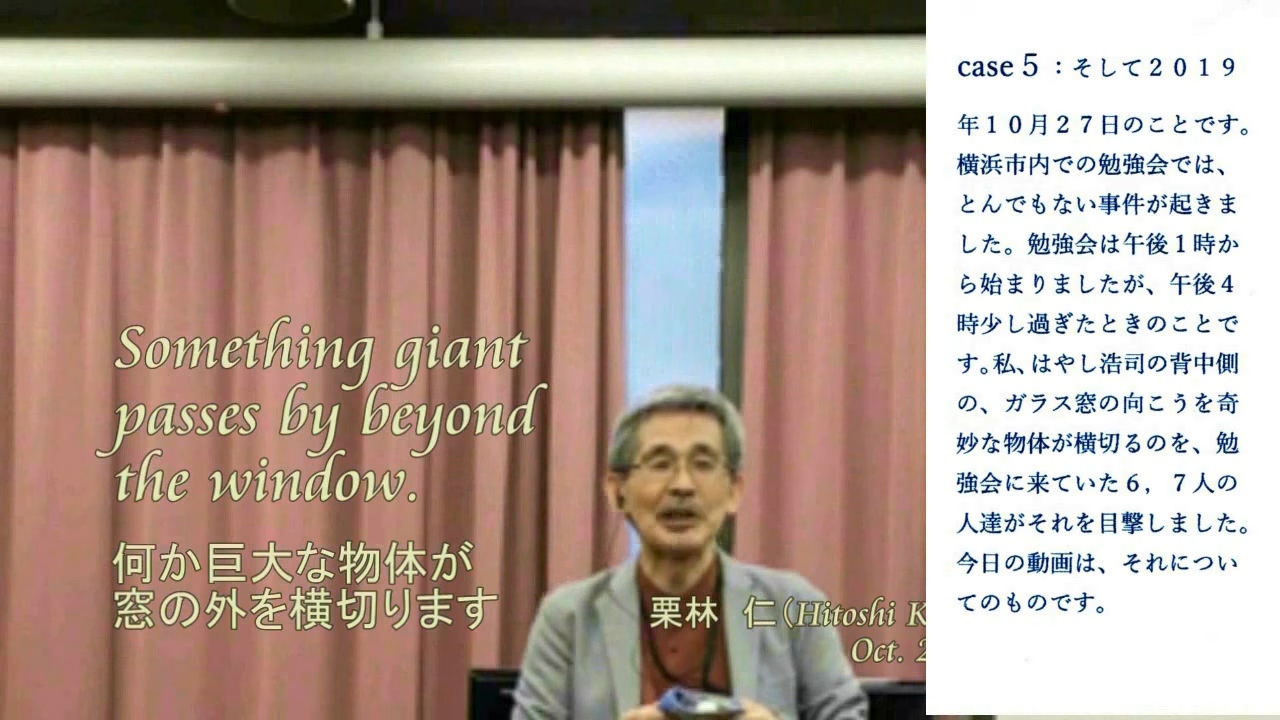 Something giant
passes by beyond
the window.
何か巨大な物体が
窓の外を横切ります
栗林 仁(Hitoshi K
Oct. 2
case 5 : そして2019
年10月27日のことです。
横浜市内での勉強会では、
とんでもない事件が起きま
した。勉強会は午後1時か
ら始まりましたが、午後4
時少し過ぎたときのことで
す。私、はやし浩司の背中側
の、ガラス窓の向こうを奇
妙な物体が横切るのを、勉
強会に来ていた6,7人の
人達がそれを目撃しました。
今日の動画は、それについ
てのものです。